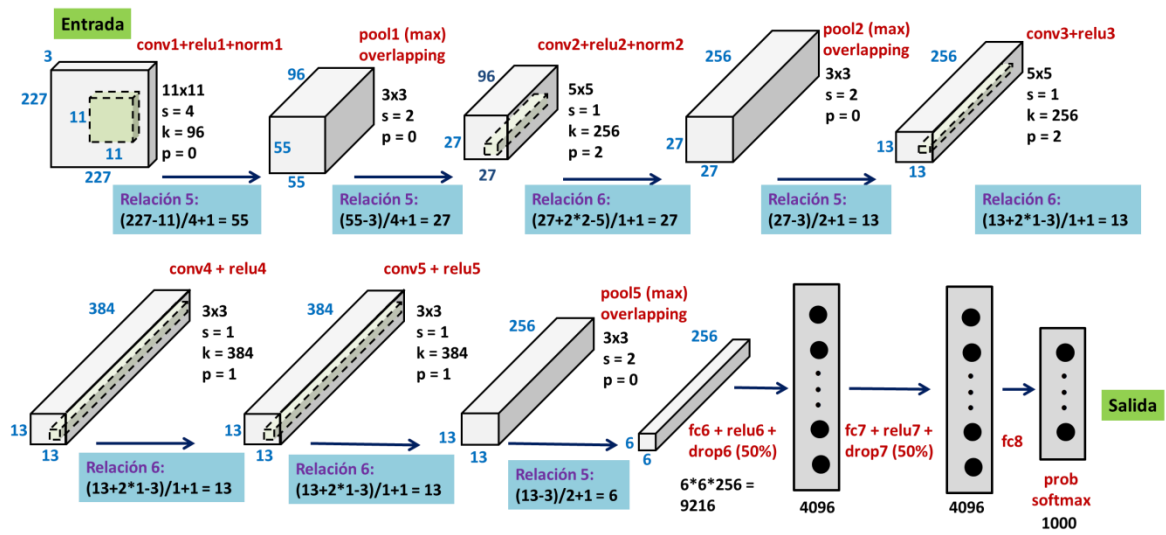 Entrada
3
227
11
11
227
conv1+relu1+norm1
11x11
s = 4
k = 96
p = 0
Relación 5:
(227-11)/4+1 = 55
pool1 (max)
overlapping
96
55
55
3x3
s = 2
p = 0
Relación 5:
(55-3)/4+1 = 27
conv2+relu2+norm2
96
27
27
5x5
s = 1
k = 256
p = 2
Relación 6:
(27+2*2-5)/1+1 = 27
pool2 (max)
overlapping
256
27
27
3x3
s = 2
p = 0
Relación 5:
(27-3)/2+1 = 13
conv3+relu3
256
13
13
5x5
s = 1
k = 256
p = 2
Relación 6:
(13+2*1-3)/1+1 = 13
conv4 + relu4
384
13
13
3x3
s = 1
k = 384
p = 1
Relación 6:
(13+2*1-3)/1+1 = 13
conv5 + relu5
384
13
13
3x3
s = 1
k = 384
p = 1
Relación 6:
(13+2*1-3)/1+1 = 13
pool5 (max)
overlapping
256
13
13
3x3
s = 2
p = 0
Relación 5:
(13-3)/2+1 = 6
256
6
6
fc6 + relu6 +
drop6 (50%)
6*6*256 =
9216
4096
fc7 + relu7 +
drop7 (50%)
4096
fc8
prob
softmax
1000
Salida